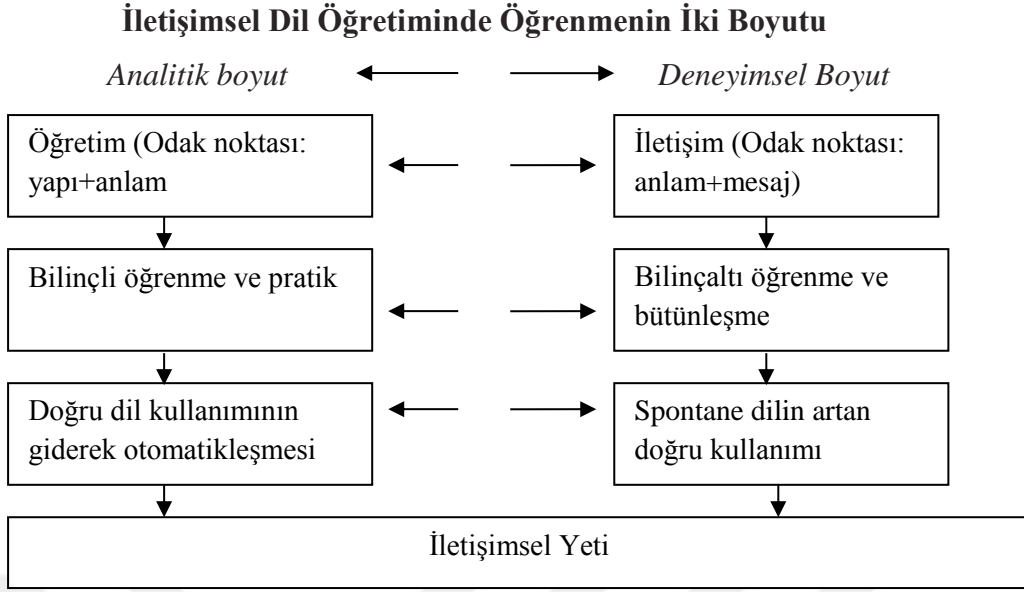 İletişimsel Dil Öğretiminde Öğrenmenin İki Boyutu
Analitik boyut
Deneyimsel Boyut
Öğretim (Odak noktası:
yapı+anlam
İletişim (Odak noktası:
anlam+mesaj)
Bilinçli öğrenme ve pratik
Bilinçaltı öğrenme ve
bütünleşme
Doğru dil kullanımının
giderek otomatikleşmesi
Spontane dilin artan
doğru kullanımı
İletişimsel Yeti